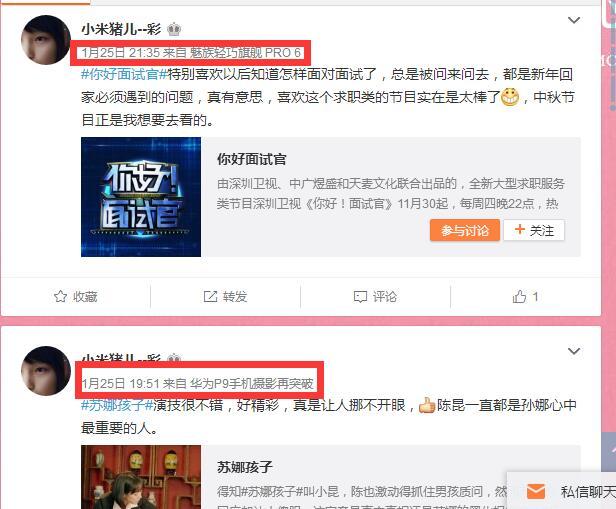 小米猪儿--彩
1月25日 21:35 来自 魅族轻巧旗舰 PRO 6
#你好面试官#特别喜欢以后知道怎样面对面试了，总是被问来问去，都是新年回
家必须遇到的问题，真有意思，喜欢这个求职类的节目实在是太棒了，中秋节
目正是我想要去看的。
你好！面试官
你好面试官
由深圳卫视、中广煜盛和天麦文化联合出品的，全新大型求职服务
类节目深圳卫视《你好！面试官》11月30起，每周四晚22点，热
参与讨论 + 关注
收藏 转发 评论 1
小米猪儿--彩
1月25日 19:51 来自 华为P9手机摄影再突破
#苏娜孩子#演技很不错，好精彩，真是让人挪不开眼，陈昆一直都是孙娜心中
最重要的人。
苏娜孩子
得知#苏娜孩子#叫小昆，陈也激动得抓住男孩质问，然
私信聊天